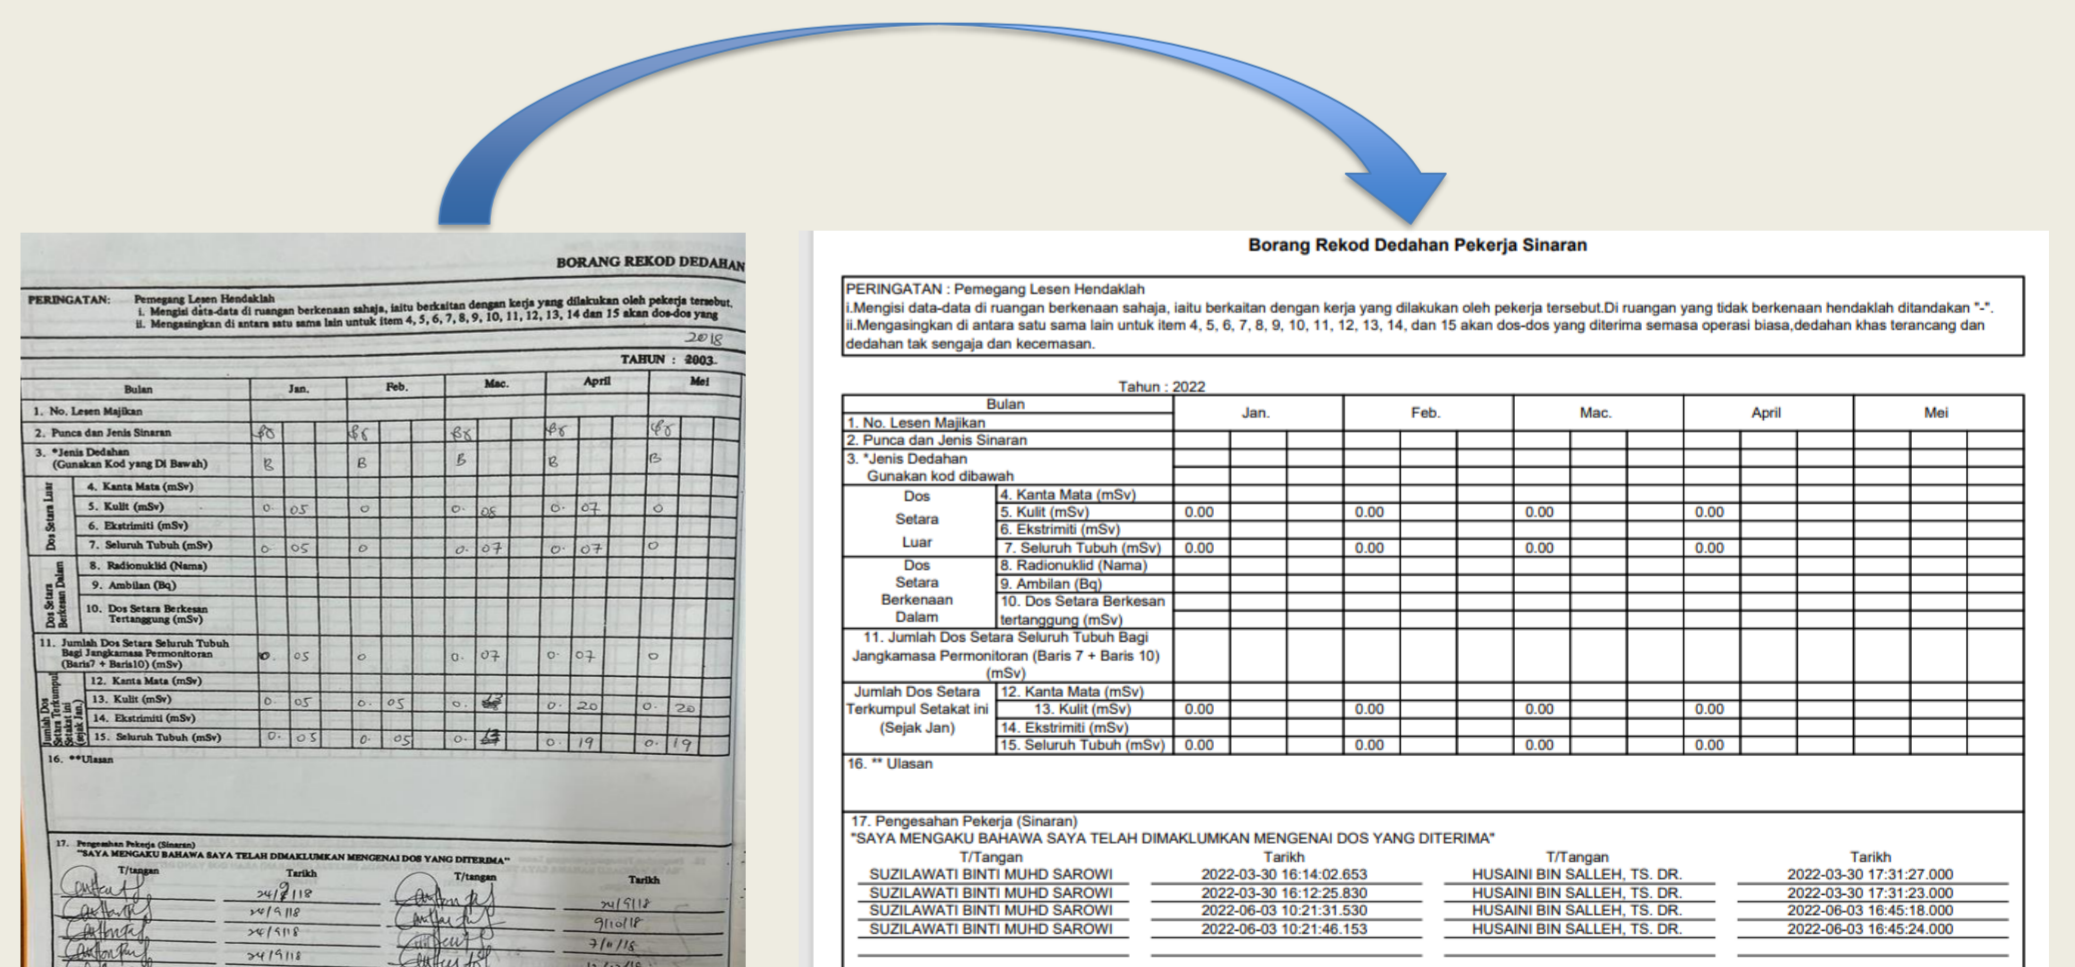 BORANG REKOD DEDAHAN
PERINGATAN: Pemegang Lesen Hendaklah
i. Mengisi data-data di ruangan berkenaan sahaja, iaitu berkaitan dengan kerja yang dilakukan oleh pekerja tersebut.
ii. Mengasingkan di antara satu sama lain untuk item 4, 5, 6, 7, 8, 9, 10, 11, 12, 13, 14 dan 15 akan dos-dos yang
2018
TAHUN : 2003
Bulan Jan. Feb. Mac. April Mei
1. No. Lesen Majikan
2. Punca dan Jenis Sinaran
3. *Jenis Dedahan
(Gunakan Kod yang Di Bawah) B B B B B
Dos Setara Luar
4. Kanta Mata (mSv)
5. Kulit (mSv) 0. 05 0 0. 08 0. 07 0
6. Ekstrimiti (mSv)
7. Seluruh Tubuh (mSv) 0. 05 0 0. 07 0. 07 0
Dos Setara Berkesan Dalam
8. Radionuklid (Nama)
9. Ambilan (Bq)
10. Dos Setara Berkesan
Tertanggung (mSv)
11. Jumlah Dos Setara Seluruh Tubuh
Bagi Jangkamasa Permonitoran
(Baris7 + Baris10) (mSv) 0. 05 0 0. 07 0. 07 0
Jumlah Dos Setara Terkumpul Setakat ini (sejak Jan.)
12. Kanta Mata (mSv)
13. Kulit (mSv) 0. 05 0. 05 0. 0. 20 0. 20
14. Ekstrimiti (mSv)
15. Seluruh Tubuh (mSv) 0. 05 0. 05 0. 0. 19 0. 19
16. **Ulasan
17. Pengesahan Pekerja (Sinaran)
"SAYA MENGAKU BAHAWA SAYA TELAH DIMAKLUMKAN MENGENAI DOS YANG DITERIMA"
T/tangan Tarikh T/tangan Tarikh
24/9/18 24/9/18
24/9/18 9/10/18
24/9/18 7/11/18
24/9/18
Borang Rekod Dedahan Pekerja Sinaran
PERINGATAN : Pemegang Lesen Hendaklah
i.Mengisi data-data di ruangan berkenaan sahaja, iaitu berkaitan dengan kerja yang dilakukan oleh pekerja tersebut.Di ruangan yang tidak berkenaan hendaklah ditandakan "-".
ii.Mengasingkan di antara satu sama lain untuk item 4, 5, 6, 7, 8, 9, 10, 11, 12, 13, 14, dan 15 akan dos-dos yang diterima semasa operasi biasa,dedahan khas terancang dan
dedahan tak sengaja dan kecemasan.
Tahun : 2022
Bulan Jan. Feb. Mac. April Mei
1. No. Lesen Majikan
2. Punca dan Jenis Sinaran
3. *Jenis Dedahan
Gunakan kod dibawah
Dos Setara Luar
4. Kanta Mata (mSv)
5. Kulit (mSv) 0.00 0.00 0.00 0.00
6. Ekstrimiti (mSv)
7. Seluruh Tubuh (mSv) 0.00 0.00 0.00 0.00
Dos Setara Berkenaan Dalam
8. Radionuklid (Nama)
9. Ambilan (Bq)
10. Dos Setara Berkesan
tertanggung (mSv)
11. Jumlah Dos Setara Seluruh Tubuh Bagi
Jangkamasa Permonitoran (Baris 7 + Baris 10)
(mSv)
Jumlah Dos Setara Terkumpul Setakat ini (Sejak Jan)
12. Kanta Mata (mSv)
13. Kulit (mSv) 0.00 0.00 0.00 0.00
14. Ekstrimiti (mSv)
15. Seluruh Tubuh (mSv) 0.00 0.00 0.00 0.00
16. ** Ulasan
17. Pengesahan Pekerja (Sinaran)
"SAYA MENGAKU BAHAWA SAYA TELAH DIMAKLUMKAN MENGENAI DOS YANG DITERIMA"
T/Tangan Tarikh T/Tangan Tarikh
SUZILAWATI BINTI MUHD SAROWI 2022-03-30 16:14:02.653 HUSAINI BIN SALLEH, TS. DR. 2022-03-30 17:31:27.000
SUZILAWATI BINTI MUHD SAROWI 2022-03-30 16:12:25.830 HUSAINI BIN SALLEH, TS. DR. 2022-03-30 17:31:23.000
SUZILAWATI BINTI MUHD SAROWI 2022-06-03 10:21:31.530 HUSAINI BIN SALLEH, TS. DR. 2022-06-03 16:45:18.000
SUZILAWATI BINTI MUHD SAROWI 2022-06-03 10:21:46.153 HUSAINI BIN SALLEH, TS. DR. 2022-06-03 16:45:24.000